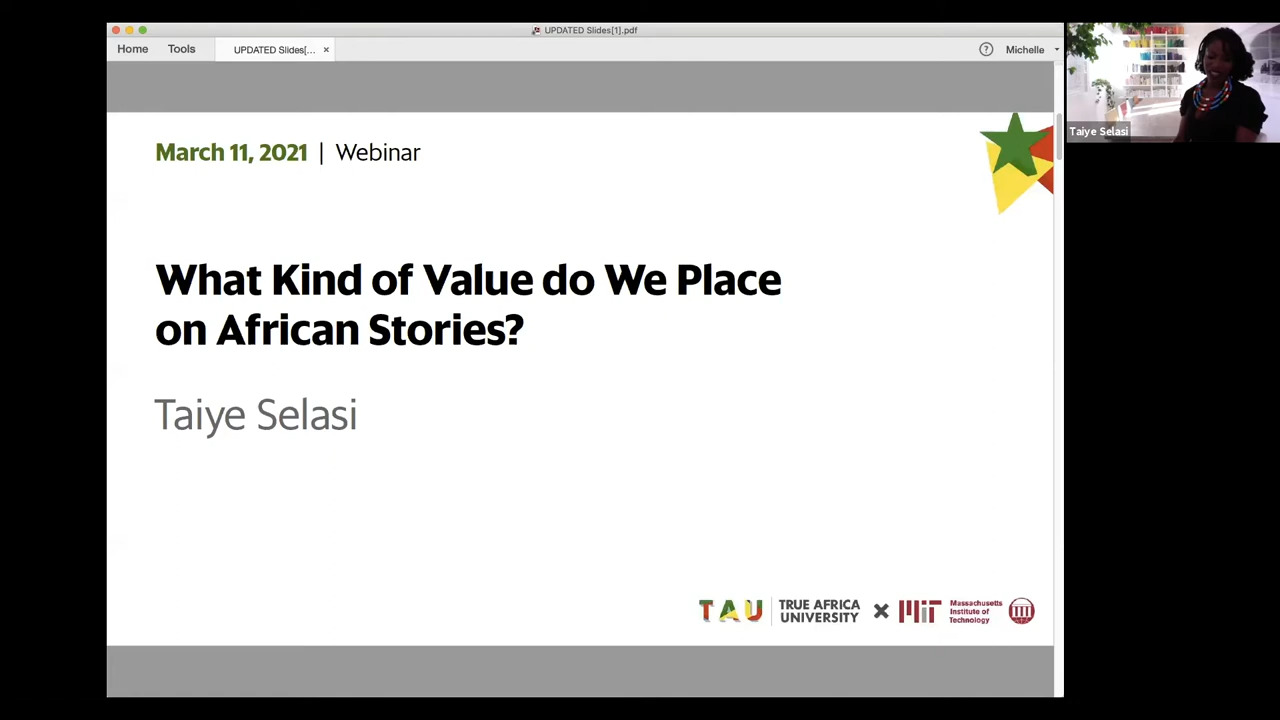 UPDATED Slides[1].pdf
Home
Tools
UPDATED Slides[... ×
? Michelle
Taiye Selasi
March 11, 2021 | Webinar
What Kind of Value do We Place
on African Stories?
Taiye Selasi
TAU
TRUE AFRICA
UNIVERSITY
×
MIT
Massachusetts
Institute of
Technology